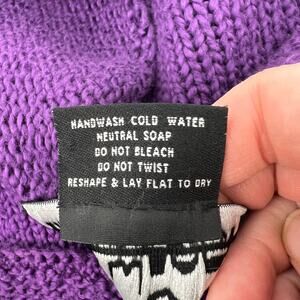 HANDWASH COLD WATER
NEUTRAL SOAP
DO NOT BLEACH
DO NOT TWIST
RESHAPE & LAY FLAT TO DRY